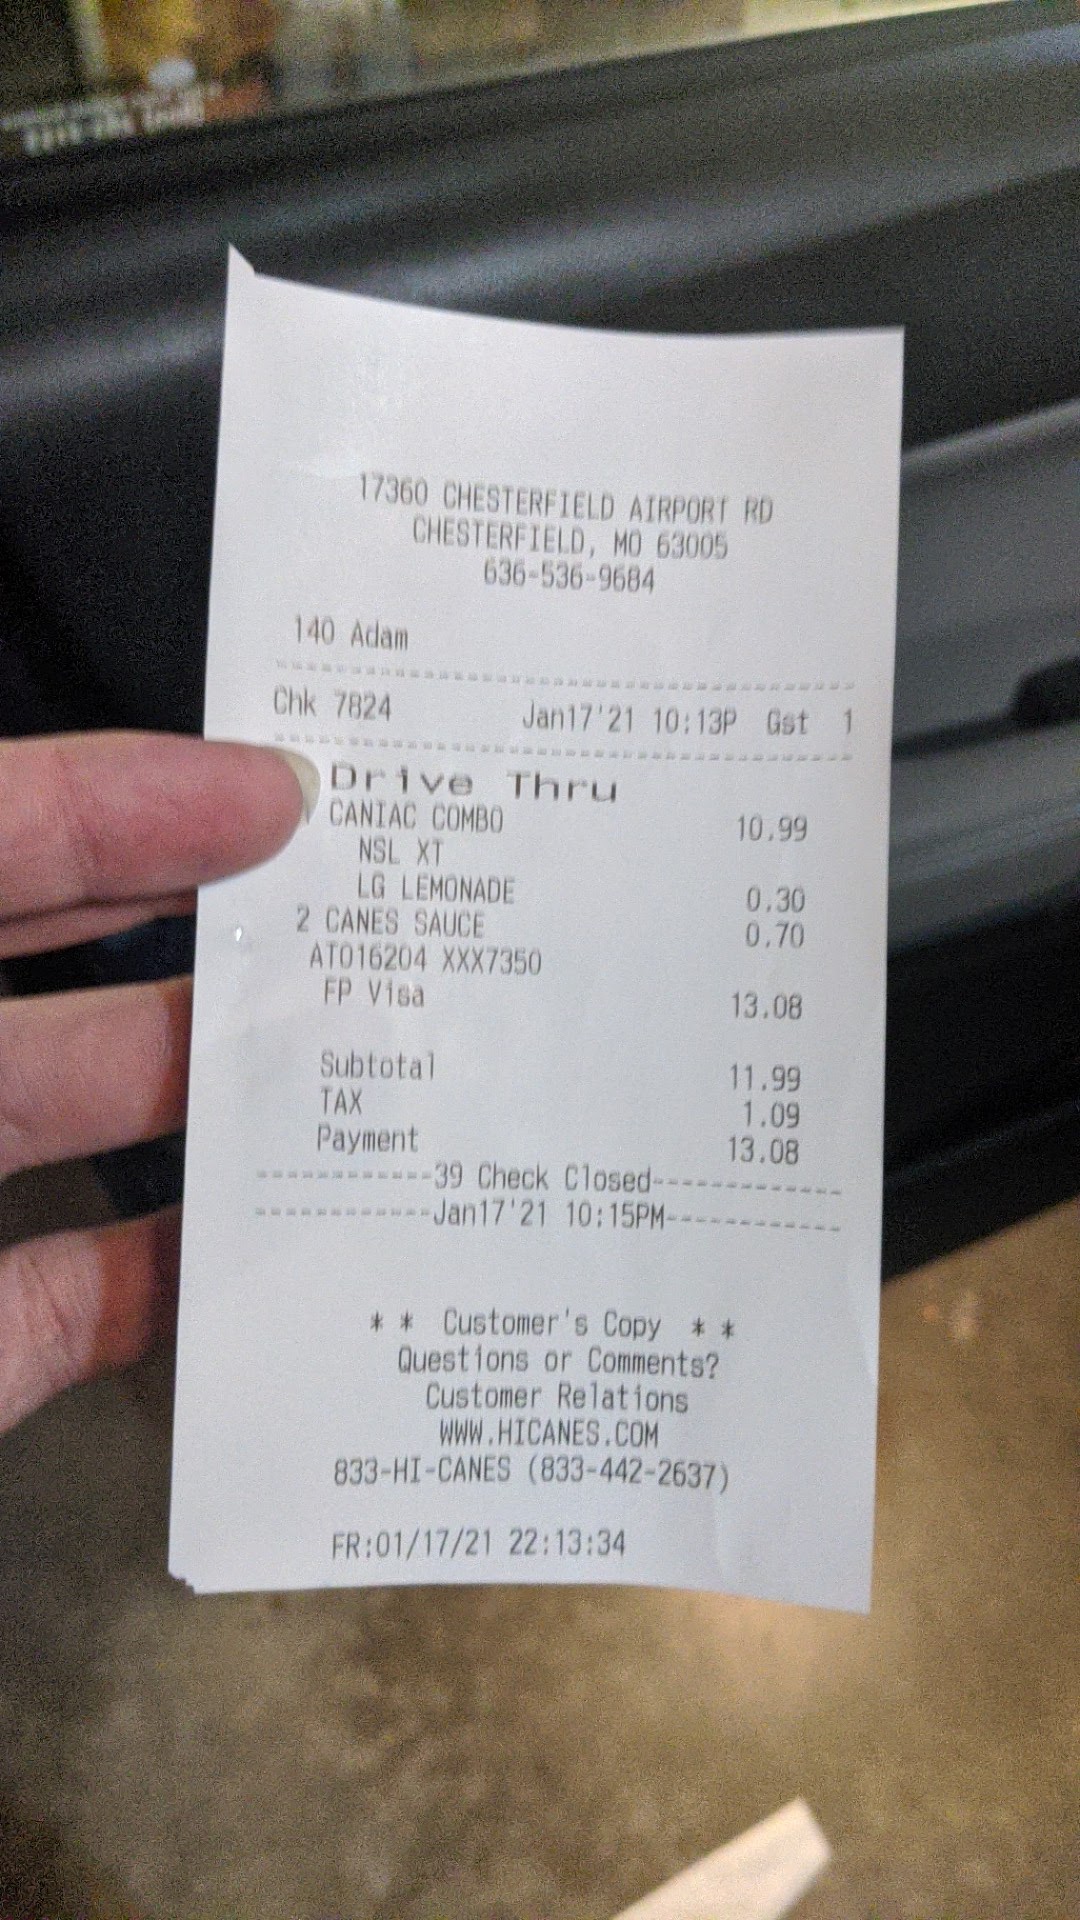 17360 CHESTERFIELD AIRPORT RD
CHESTERFIELD, MO 63005
636-536-9684
140 Adam
Chk 7824 Jan17'21 10:13P Gst 1
Drive Thru
CANIAC COMBO 10.99
NSL XT
LG LEMONADE 0.30
2 CANES SAUCE 0.70
AT016204 XXX7350
FP Visa 13.08
Subtotal 11.99
TAX 1.09
Payment 13.08
------------39 Check Closed-------------
------------Jan17'21 10:15PM------------
* * Customer's Copy * *
Questions or Comments?
Customer Relations
WWW.HICANES.COM
833-HI-CANES (833-442-2637)
FR:01/17/21 22:13:34